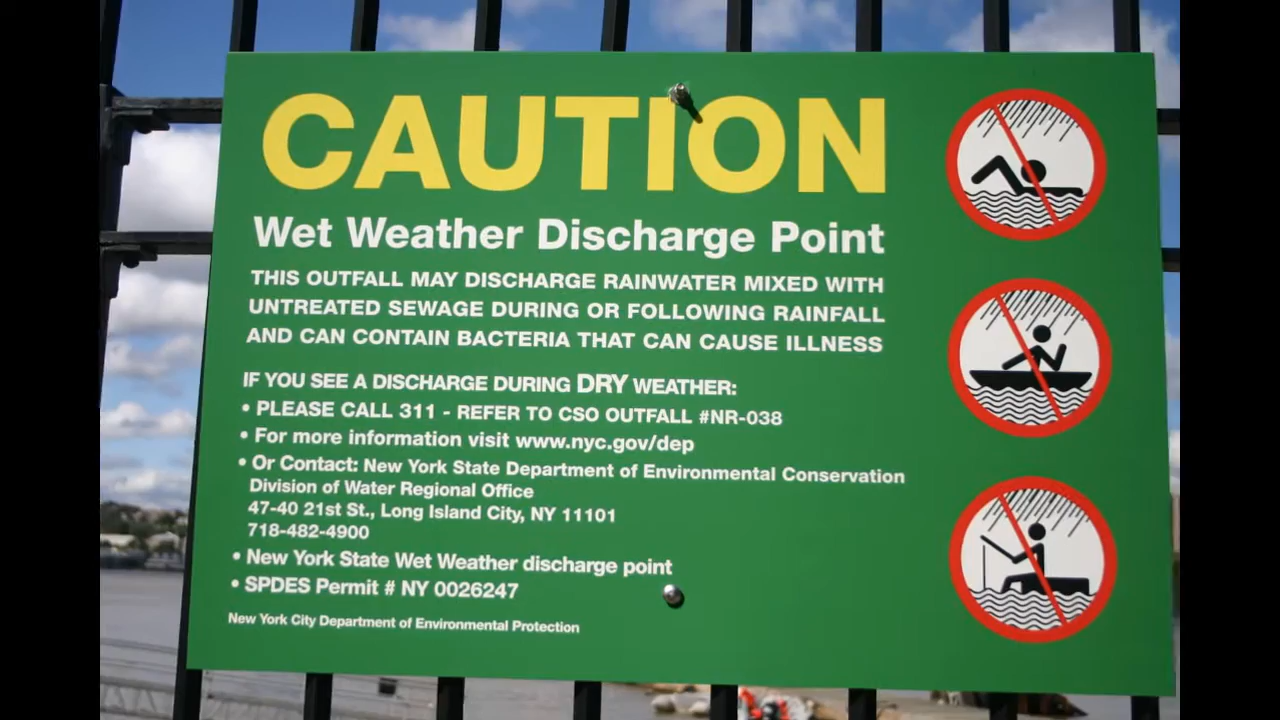 CAUTION
Wet Weather Discharge Point
THIS OUTFALL MAY DISCHARGE RAINWATER MIXED WITH
UNTREATED SEWAGE DURING OR FOLLOWING RAINFALL
AND CAN CONTAIN BACTERIA THAT CAN CAUSE ILLNESS
IF YOU SEE A DISCHARGE DURING DRY WEATHER:
• PLEASE CALL 311 - REFER TO CSO OUTFALL #NR-038
• For more information visit www.nyc.gov/dep
• Or Contact: New York State Department of Environmental Conservation
Division of Water Regional Office
47-40 21st St., Long Island City, NY 11101
718-482-4900
• New York State Wet Weather discharge point
• SPDES Permit # NY 0026247
New York City Department of Environmental Protection